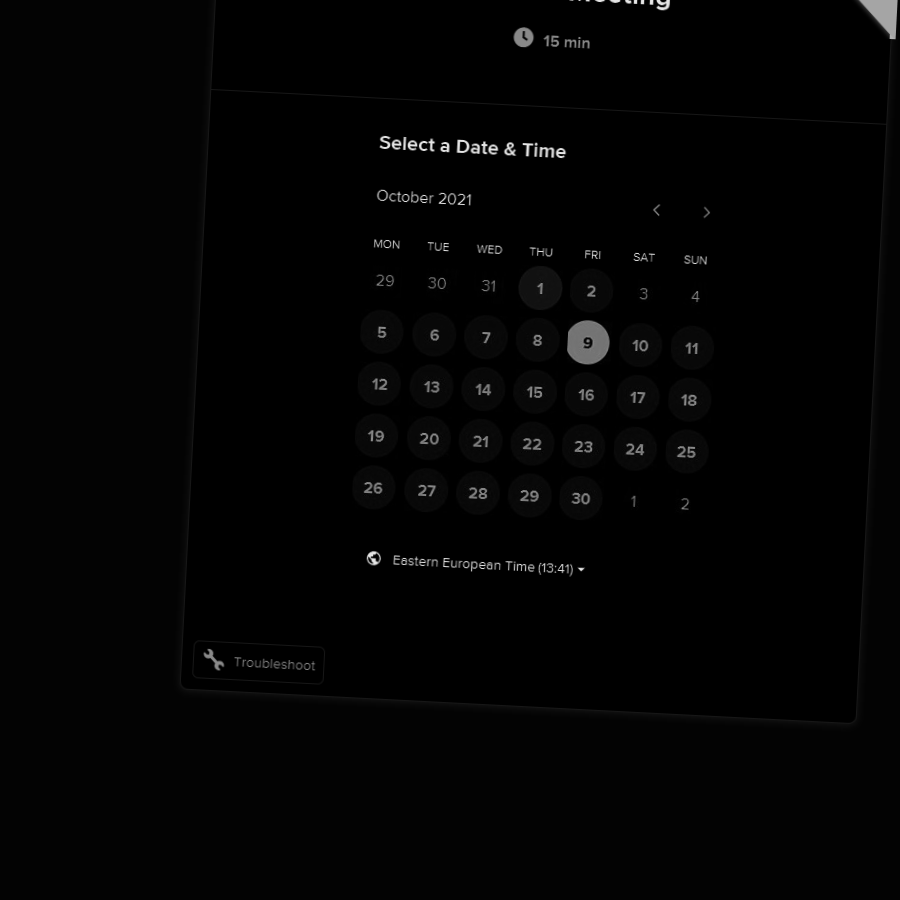 15 min
Select a Date & Time
October 2021
MON TUE WED THU FRI SAT SUN
29 30 31 1 2 3 4
5 6 7 8 9 10 11
12 13 14 15 16 17 18
19 20 21 22 23 24 25
26 27 28 29 30 1 2
Eastern European Time (13:41)
Troubleshoot